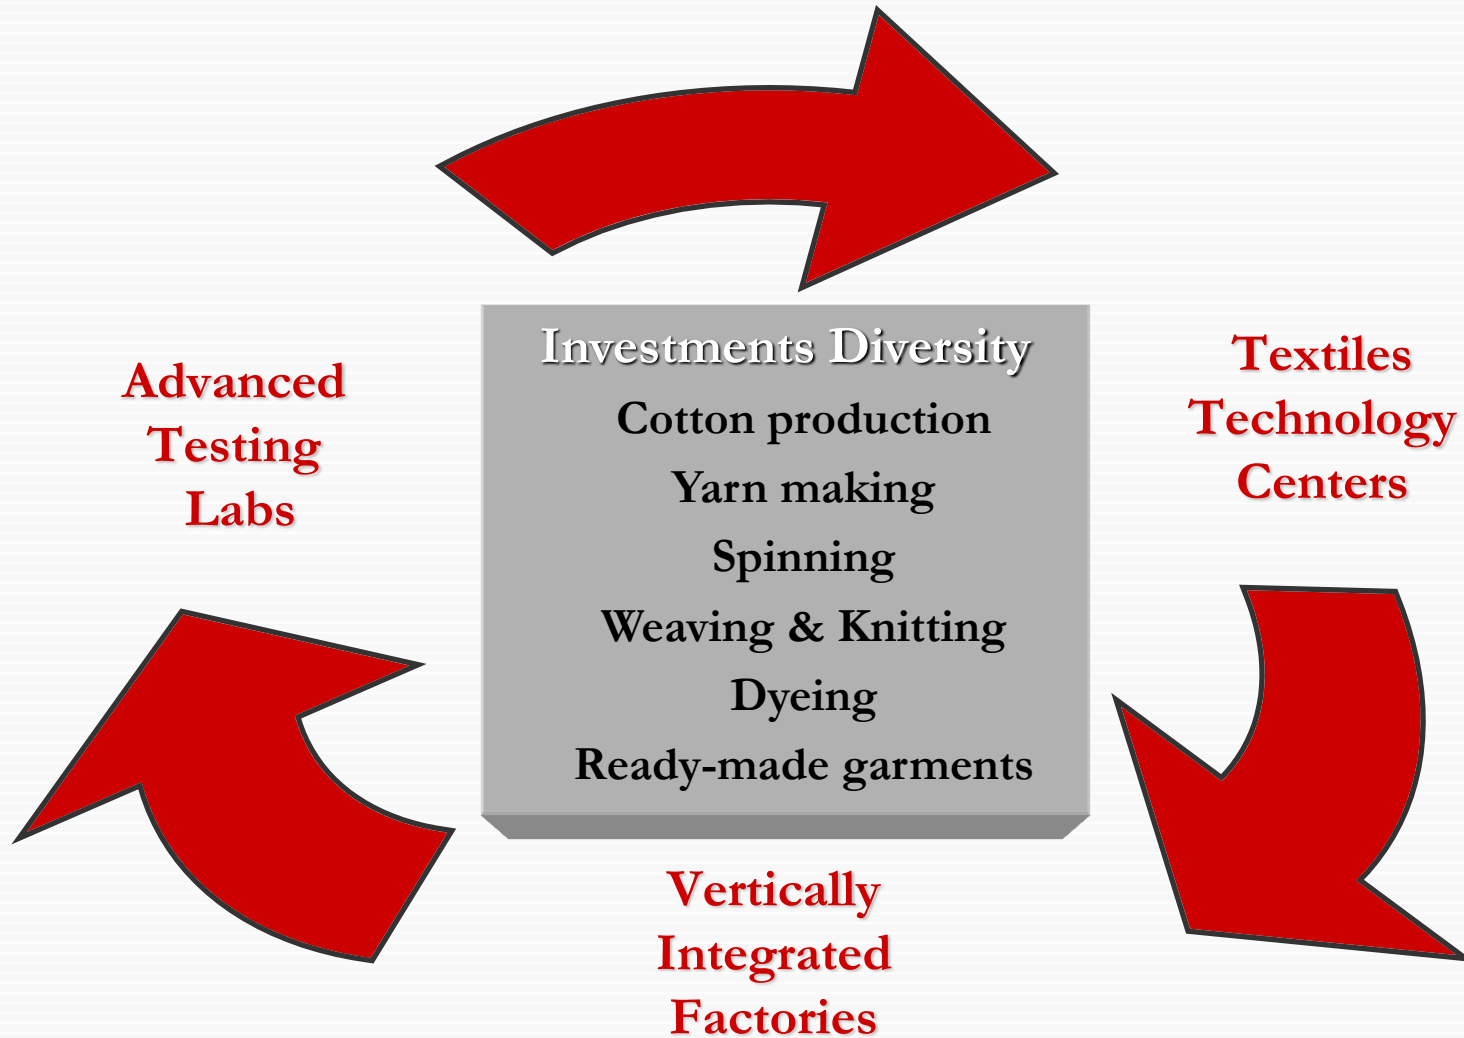 Advanced
Testing
Labs
Investments Diversity
Cotton production
Yarn making
Spinning
Weaving & Knitting
Dyeing
Ready-made garments
Textiles
Technology
Centers
Vertically
Integrated
Factories